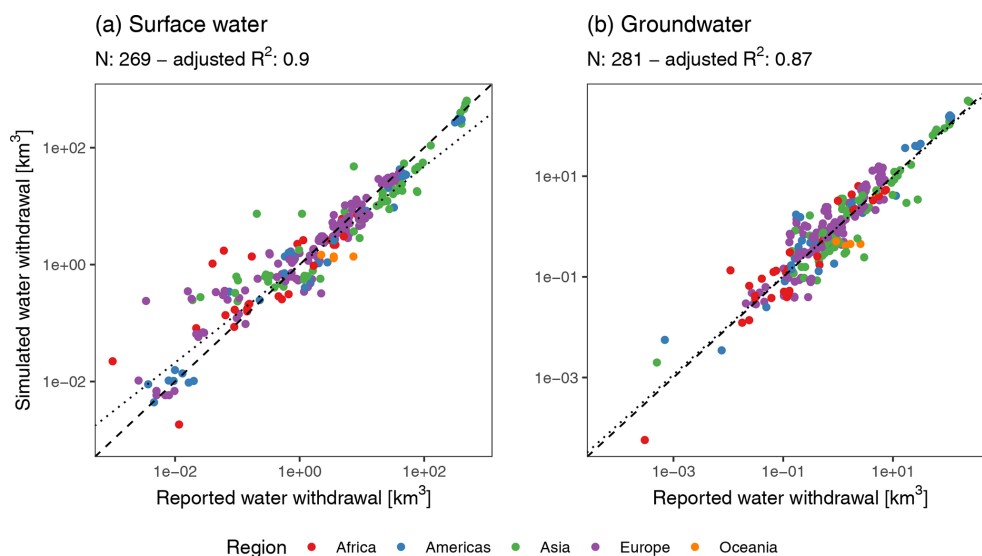 (a) Surface water
N: 269 – adjusted R²: 0.9
Simulated water withdrawal [km³]
1e+02
1e+00
1e−02
1e−02 1e+00 1e+02
Reported water withdrawal [km³]
(b) Groundwater
N: 281 – adjusted R²: 0.87
1e+01
1e−01
1e−03
1e−03 1e−01 1e+01
Reported water withdrawal [km³]
Region Africa Americas Asia Europe Oceania